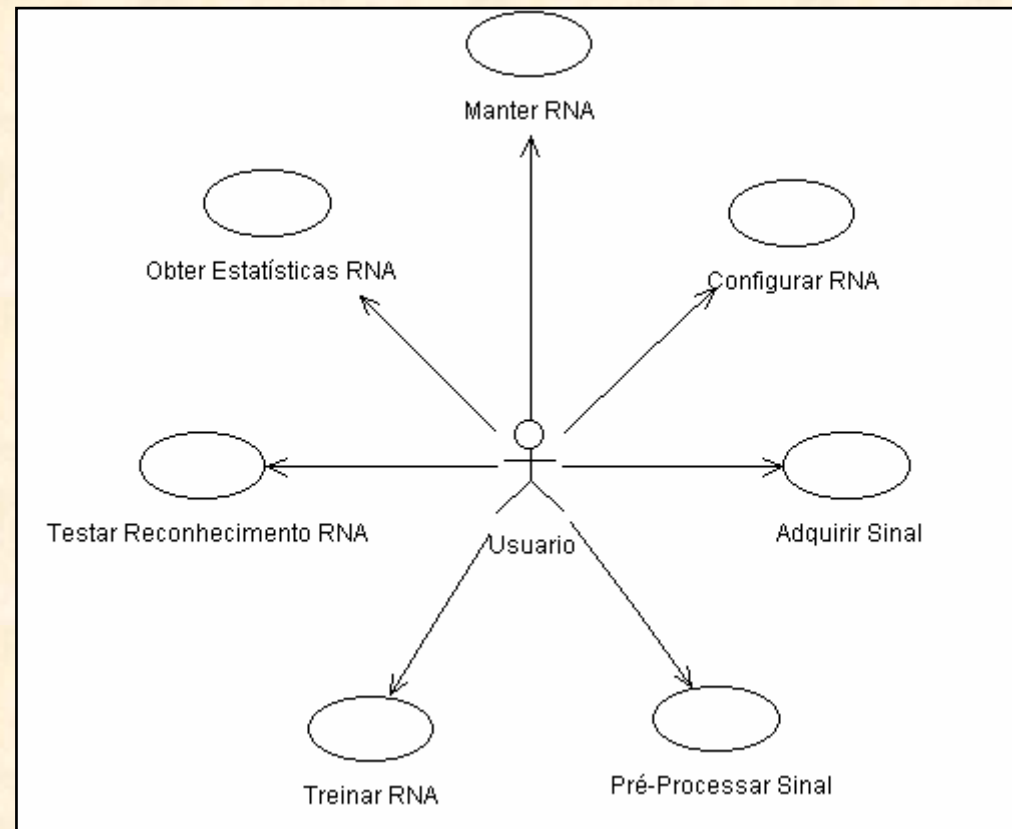 Manter RNA
Obter Estatísticas RNA
Configurar RNA
Testar Reconhecimento RNA
Usuario
Adquirir Sinal
Treinar RNA
Pré-Processar Sinal